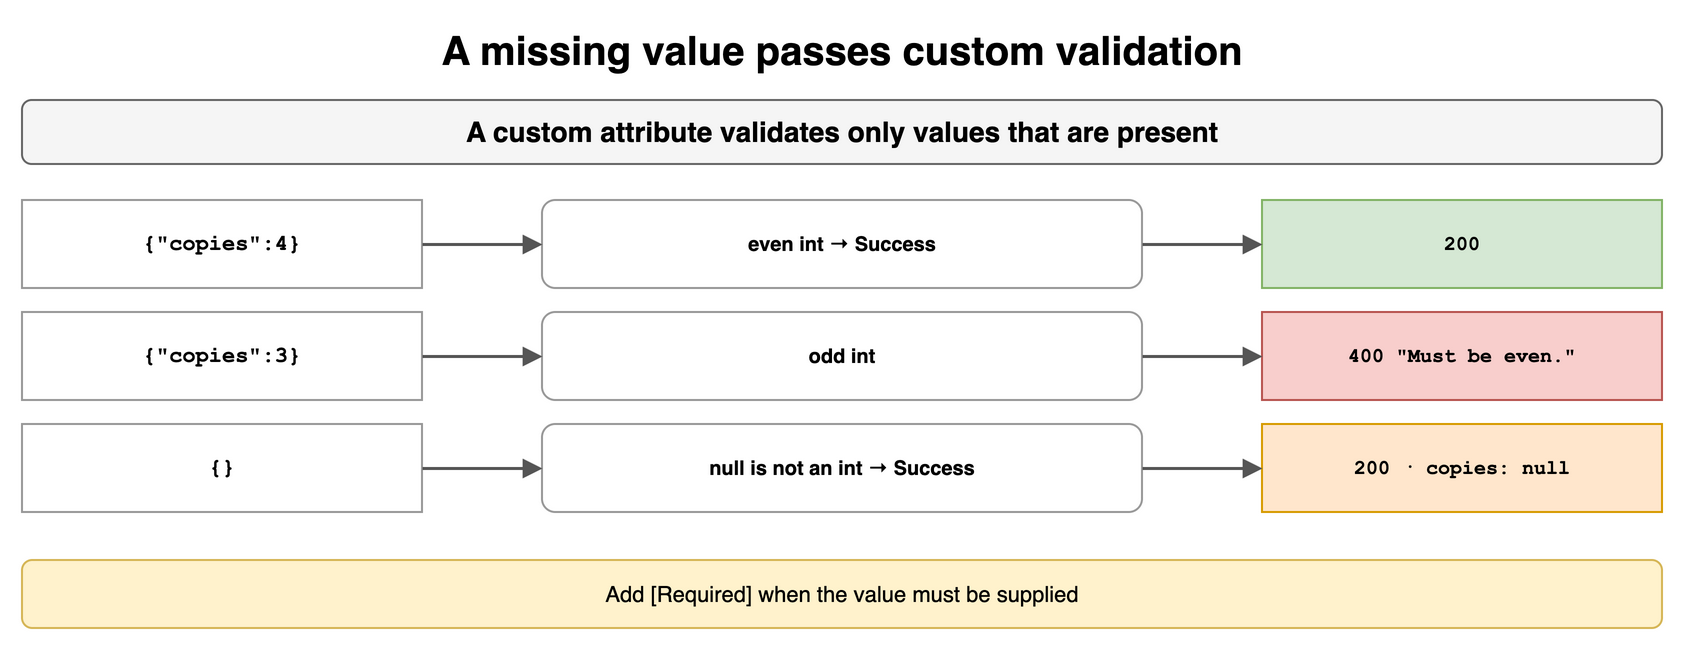 A missing value passes custom validation
A custom attribute validates only values that are present
{"copies":4}
even int → Success
200
{"copies":3}
odd int
400 "Must be even."
{}
null is not an int → Success
200 · copies: null
Add [Required] when the value must be supplied